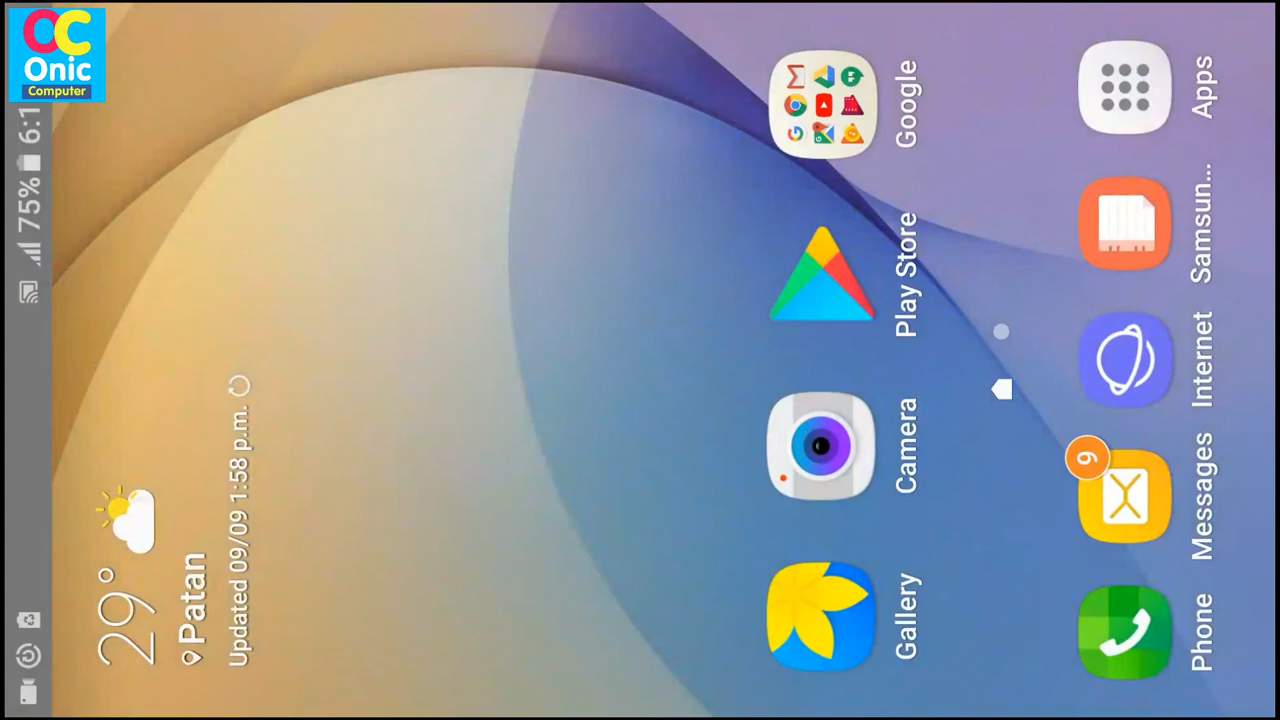 OC
Onic
Computer
75% 6:1
29°
Patan
Updated 09/09 1:58 p.m.
Gallery
Camera
Play Store
Google
9
Phone
Messages
Internet
Samsun...
Apps